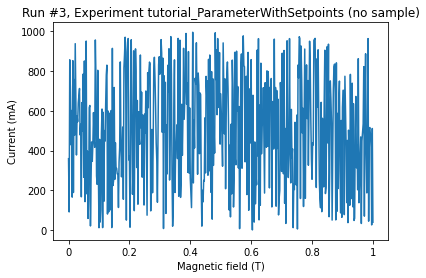 Run #3, Experiment tutorial_ParameterWithSetpoints (no sample)
1000
800
600
400
200
0
Current (mA)
0 0.2 0.4 0.6 0.8 1
Magnetic field (T)